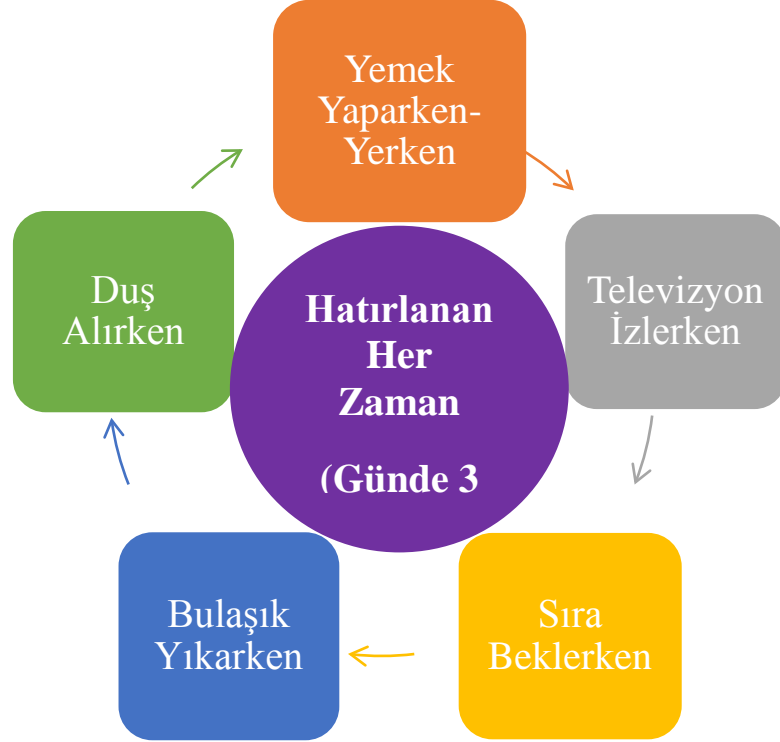 Yemek
Yaparken-
Yerken
Televizyon
İzlerken
Sıra
Beklerken
Bulaşık
Yıkarken
Duş
Alırken
Hatırlanan
Her
Zaman
(Günde 3